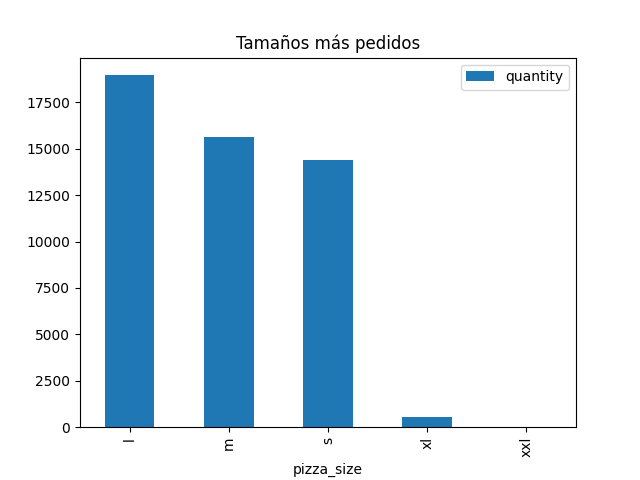 Tamaños más pedidos
quantity
17500
15000
12500
10000
7500
5000
2500
0
l
m
s
xl
xxl
pizza_size